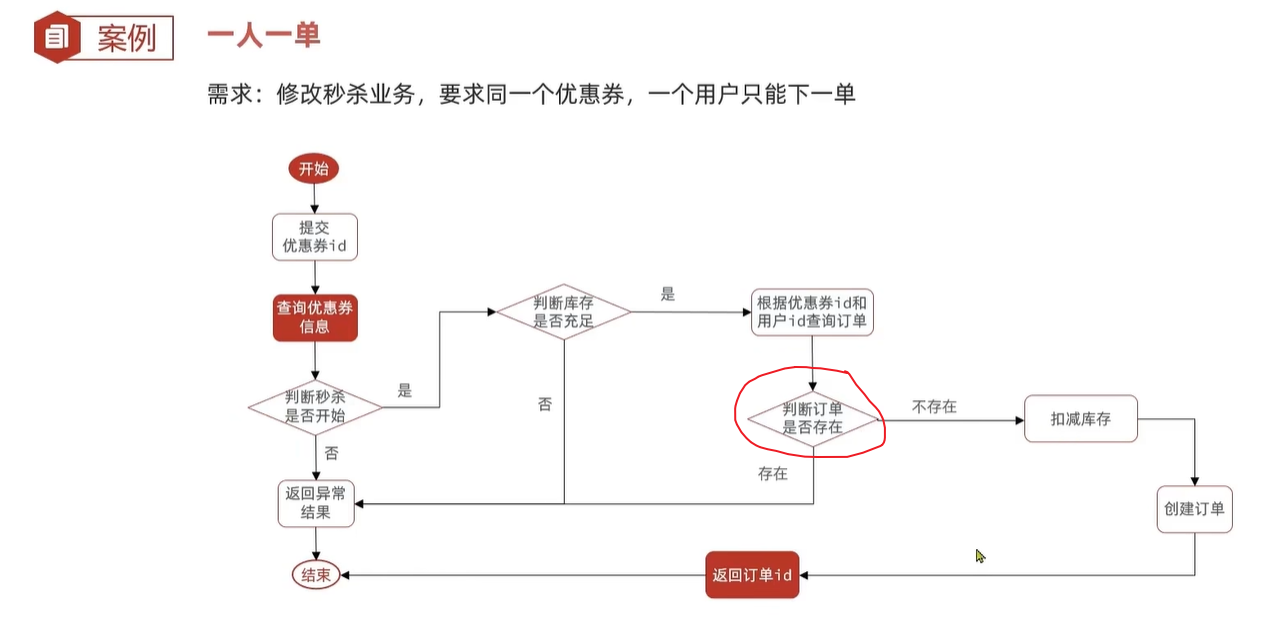 案例
一人一单
需求：修改秒杀业务，要求同一个优惠券，一个用户只能下一单
开始
提交
优惠券id
查询优惠券
信息
判断秒杀
是否开始
是
否
返回异常
结果
结束
判断库存
是否充足
是
否
根据优惠券id和
用户id查询订单
判断订单
是否存在
不存在
存在
扣减库存
创建订单
返回订单id